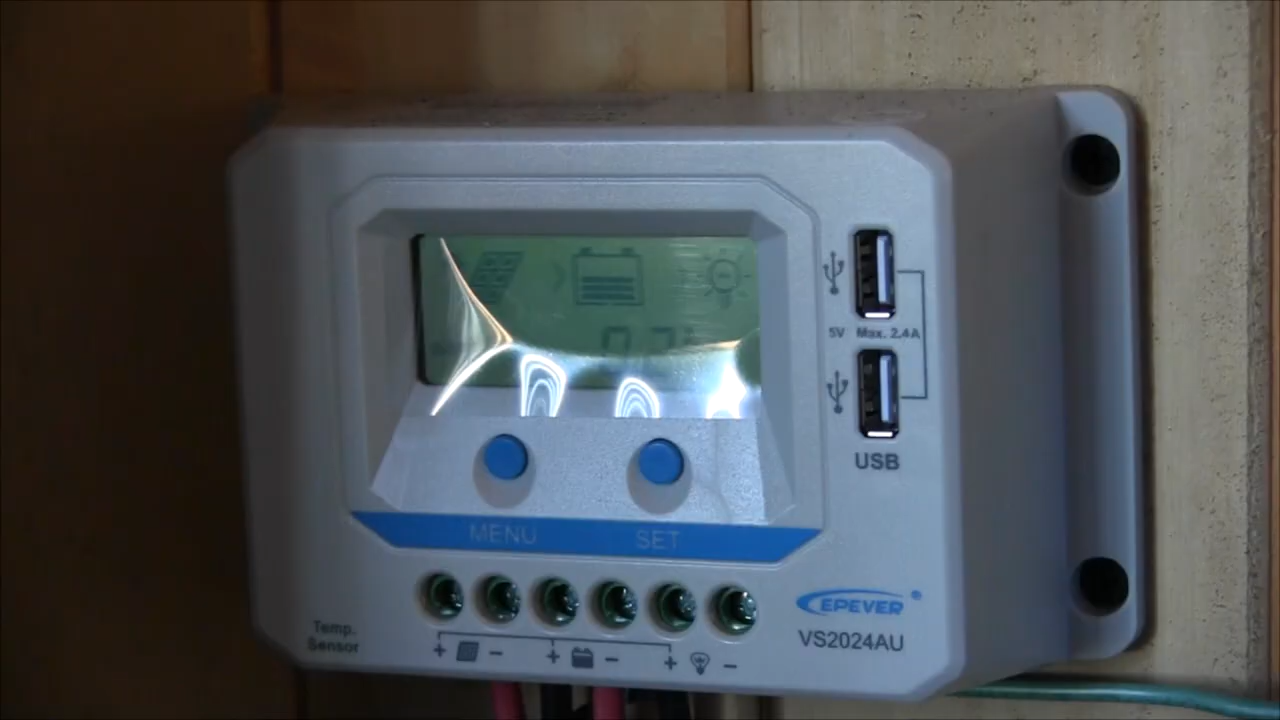 5V Max. 2.4A
USB
MENU SET
EPEVER ®
VS2024AU
Temp.
Sensor
+ - + - + -